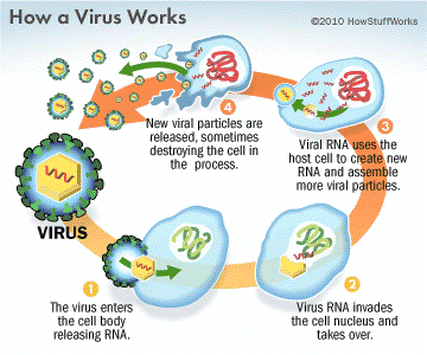 How a Virus Works
©2010 HowStuffWorks
VIRUS
1
The virus enters
the cell body
releasing RNA.
2
Virus RNA invades
the cell nucleus and
takes over.
3
Viral RNA uses the
host cell to create new
RNA and assemble
more viral particles.
4
New viral particles are
released, sometimes
destroying the cell in
the process.